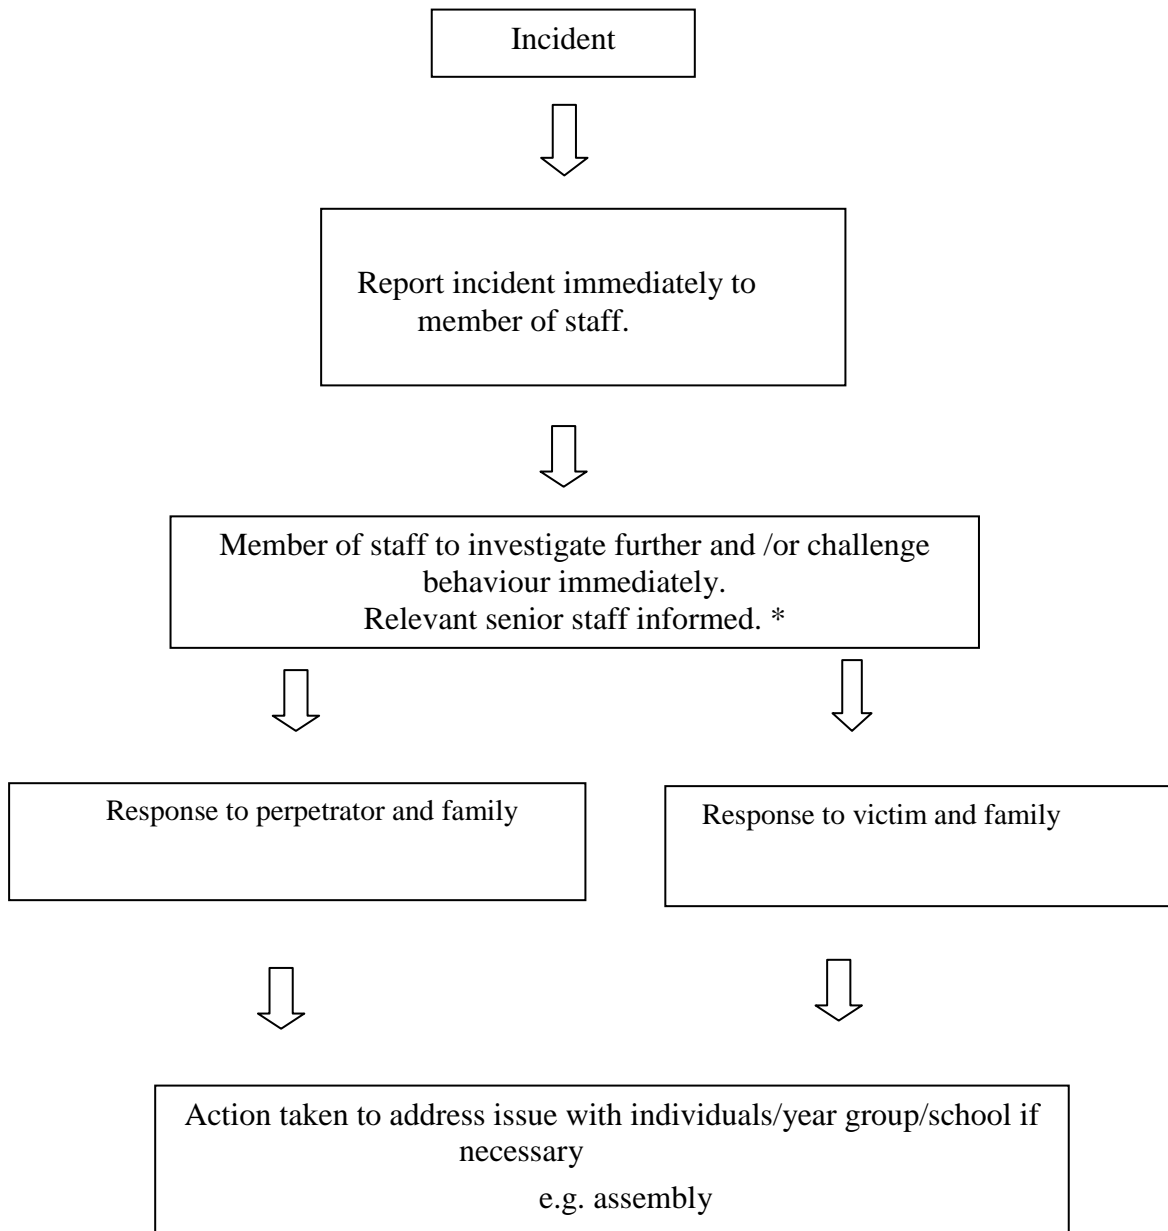 Incident
Report incident immediately to
member of staff.
Member of staff to investigate further and /or challenge
behaviour immediately.
Relevant senior staff informed. *
Response to perpetrator and family
Response to victim and family
Action taken to address issue with individuals/year group/school if
necessary
e.g. assembly